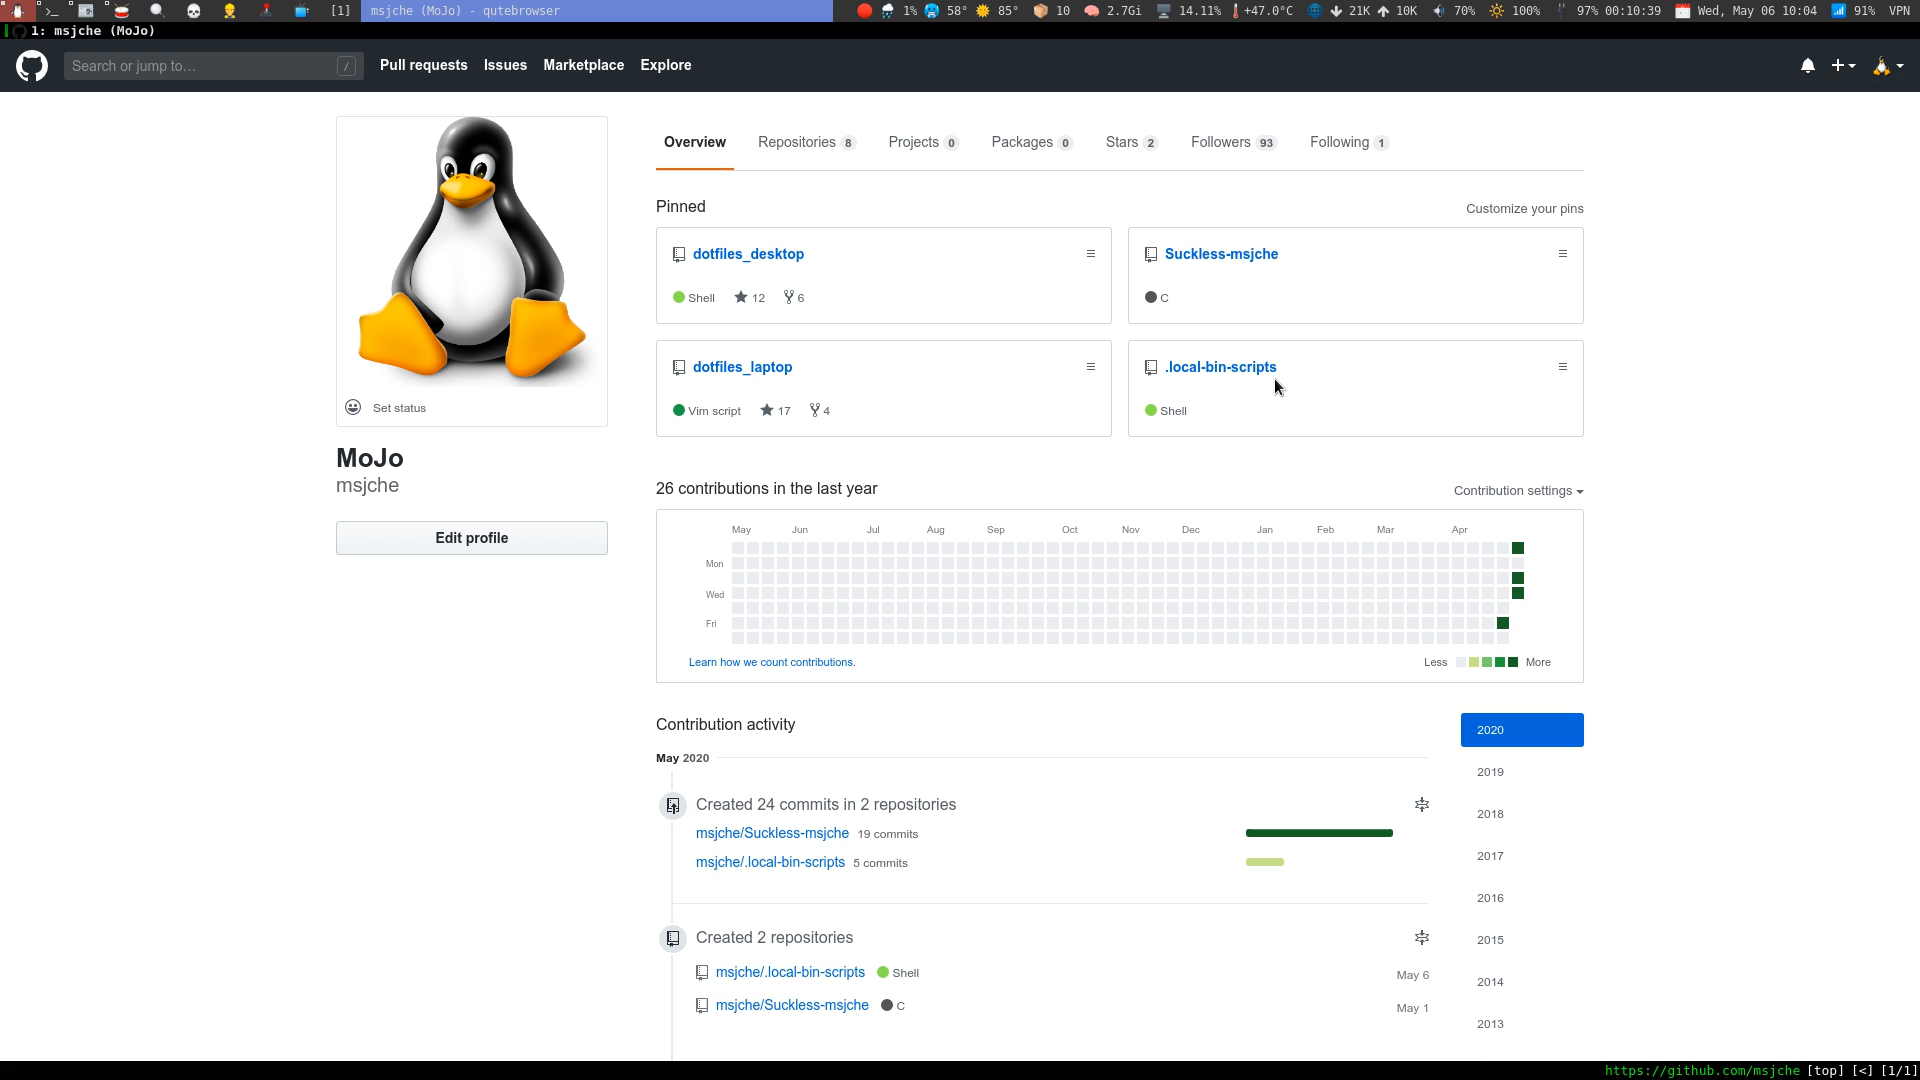 [1] msjche (MoJo) - qutebrowser 1% 58° 85° 10 2.7Gi 14.11% +47.0°C 21K 10K 70% 100% 97% 00:10:39 Wed, May 06 10:04 91% VPN
1: msjche (MoJo)
Search or jump to… / Pull requests Issues Marketplace Explore
Overview Repositories 8 Projects 0 Packages 0 Stars 2 Followers 93 Following 1
Pinned Customize your pins
dotfiles_desktop
Shell 12 6
Suckless-msjche
C
dotfiles_laptop
Vim script 17 4
.local-bin-scripts
Shell
Set status
MoJo
msjche
Edit profile
26 contributions in the last year Contribution settings
May Jun Jul Aug Sep Oct Nov Dec Jan Feb Mar Apr
Mon
Wed
Fri
Learn how we count contributions. Less More
Contribution activity
May 2020
Created 24 commits in 2 repositories
msjche/Suckless-msjche 19 commits
msjche/.local-bin-scripts 5 commits
Created 2 repositories
msjche/.local-bin-scripts Shell May 6
msjche/Suckless-msjche C May 1
2020
2019
2018
2017
2016
2015
2014
2013
https://github.com/msjche [top] [<] [1/1]